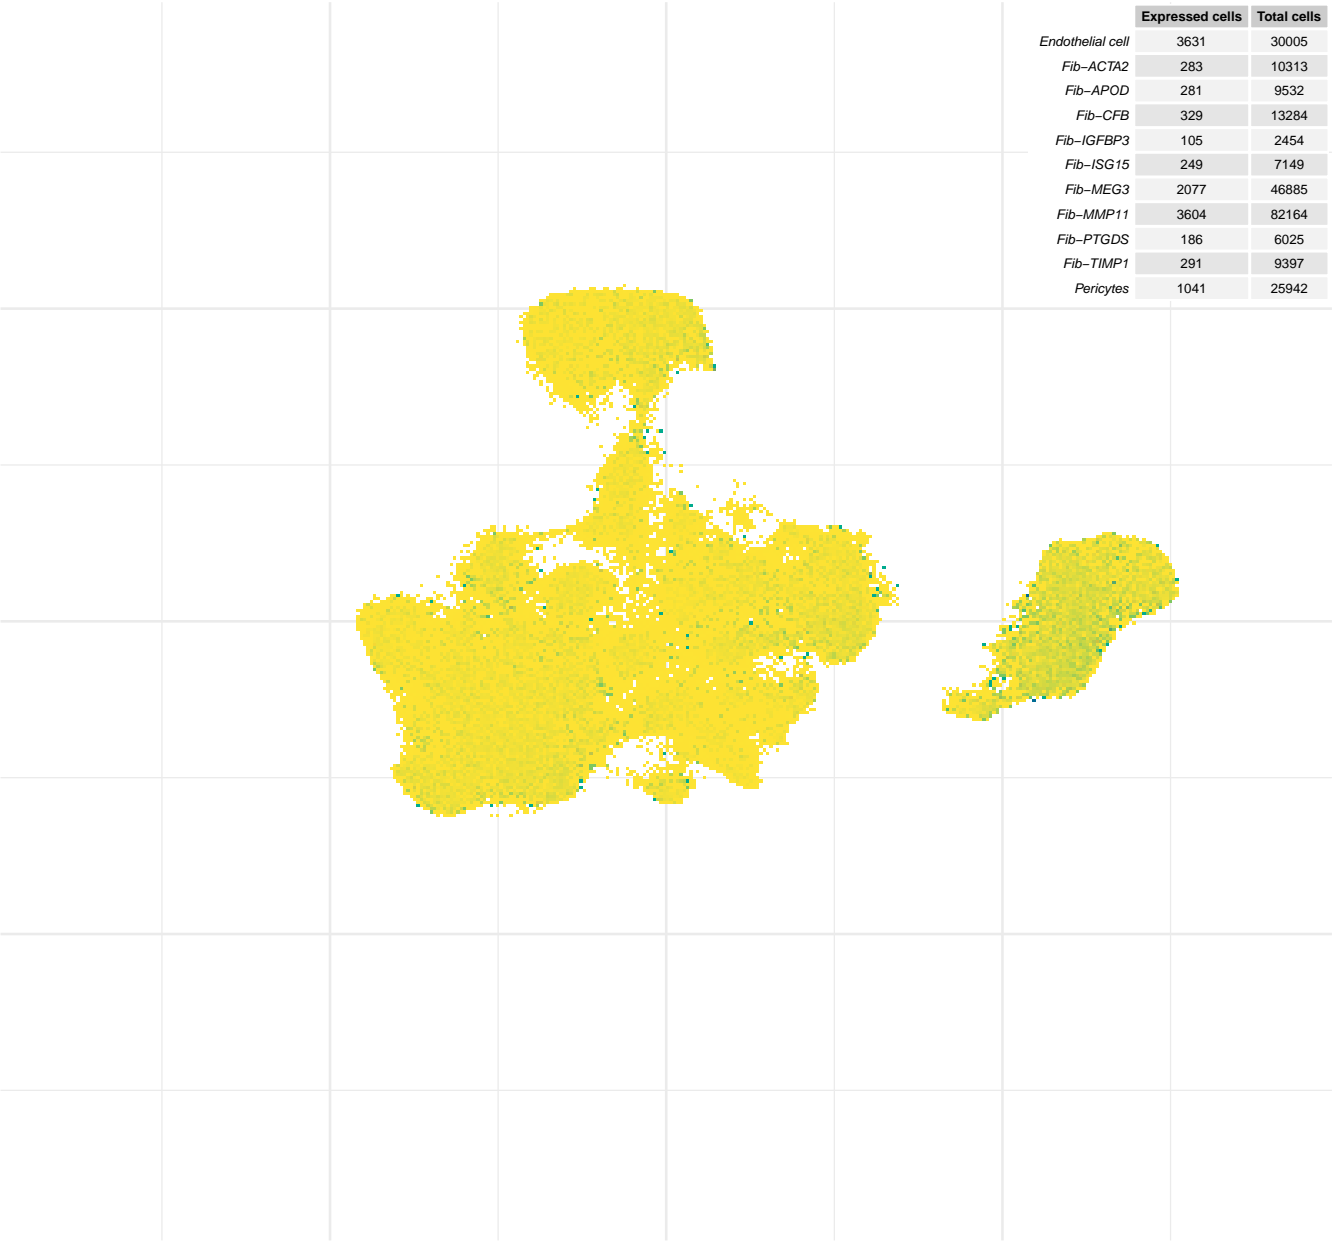 Expressed cells Total cells
Endothelial cell 3631 30005
Fib−ACTA2 283 10313
Fib−APOD 281 9532
Fib−CFB 329 13284
Fib−IGFBP3 105 2454
Fib−ISG15 249 7149
Fib−MEG3 2077 46885
Fib−MMP11 3604 82164
Fib−PTGDS 186 6025
Fib−TIMP1 291 9397
Pericytes 1041 25942